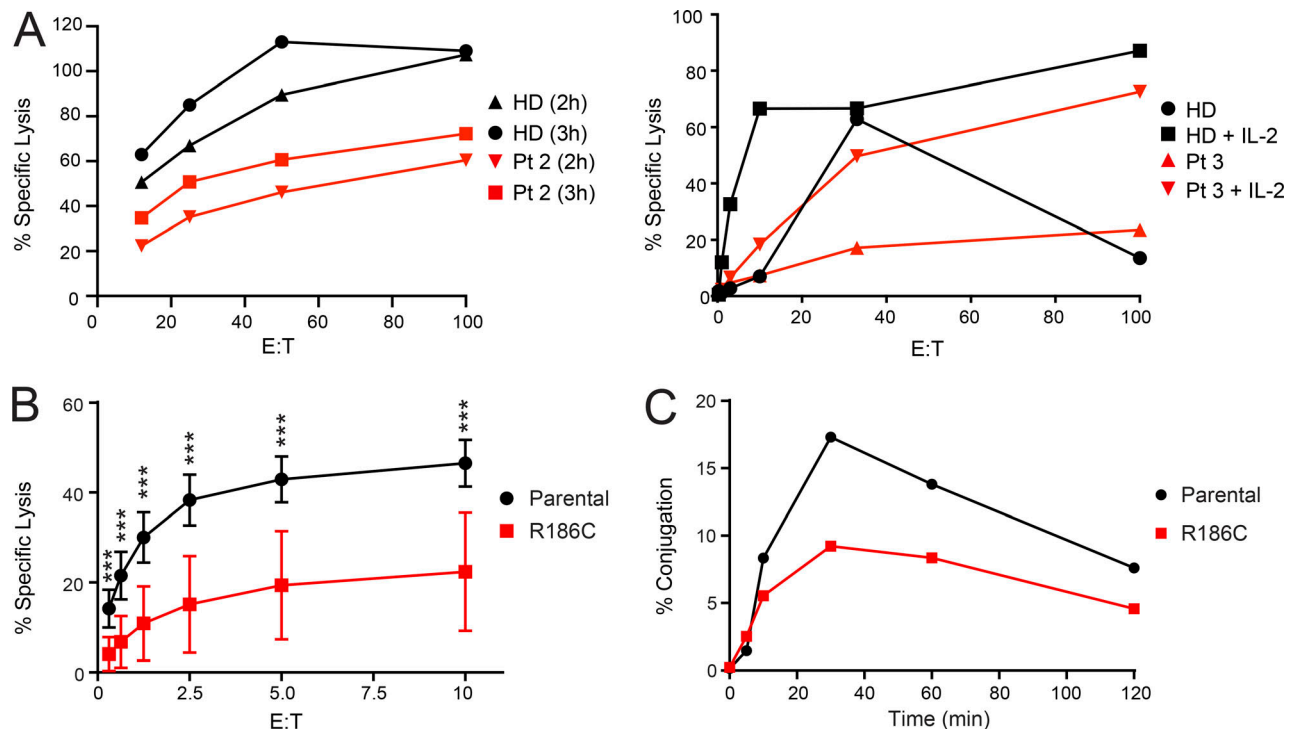 A
% Specific Lysis
120
100
80
60
40
20
0
0
20
40
60
80
100
E:T
HD (2h)
HD (3h)
Pt 2 (2h)
Pt 2 (3h)
% Specific Lysis
100
80
60
40
20
0
0
20
40
60
80
100
E:T
HD
HD + IL-2
Pt 3
Pt 3 + IL-2
B
% Specific Lysis
60
40
20
0
***
***
***
***
***
***
0
2.5
5.0
7.5
10
E:T
Parental
R186C
C
% Conjugation
20
15
10
5
0
0
20
40
60
80
100
120
Time (min)
Parental
R186C